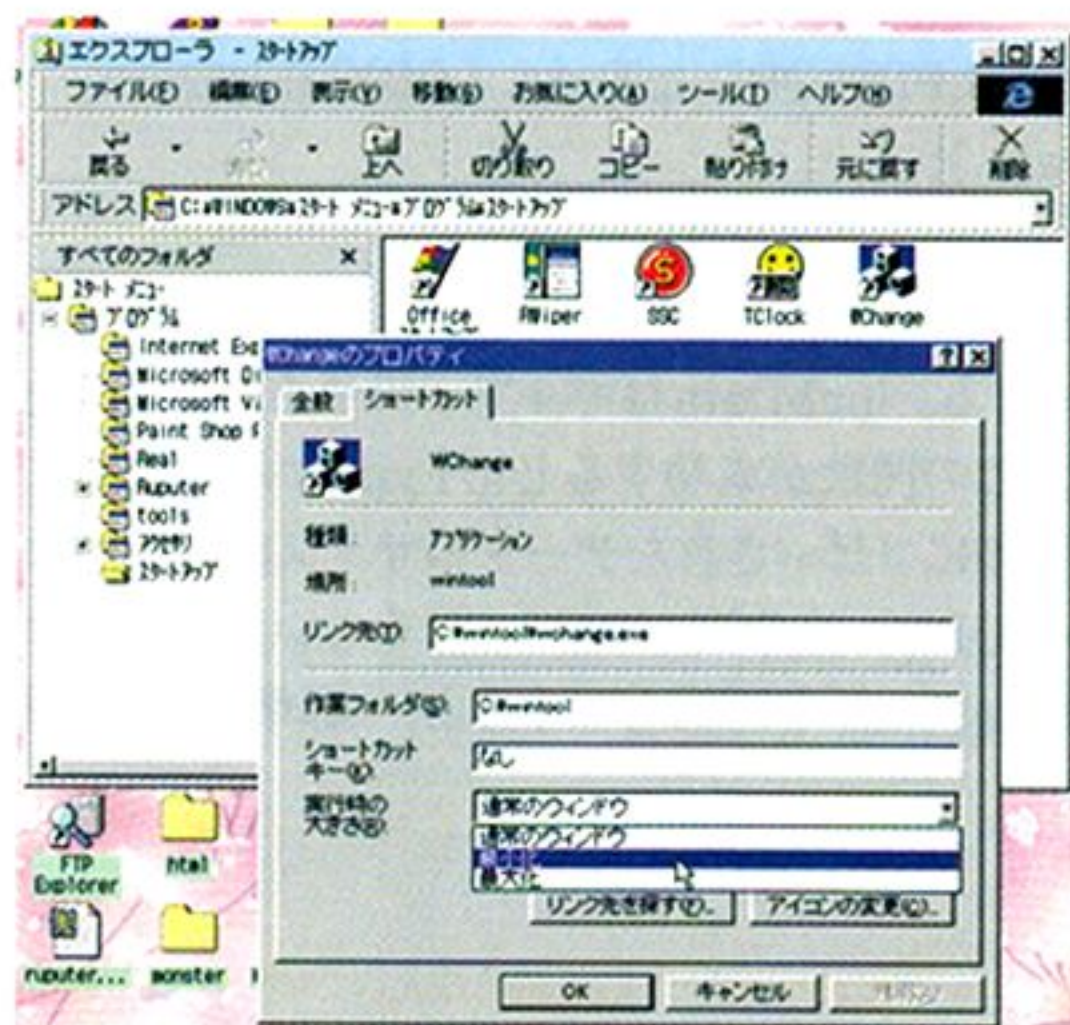 エクスプローラ - ｽﾀｰﾄｱｯﾌﾟ
ファイル(F) 編集(E) 表示(V) 移動(G) お気に入り(A) ツール(T) ヘルプ(H)
戻る 上へ 切り取り コピー 貼り付け 元に戻す 削除
アドレス C:¥WINDOWS¥ｽﾀｰﾄ ﾒﾆｭｰ¥ﾌﾟﾛｸﾞﾗﾑ¥ｽﾀｰﾄｱｯﾌﾟ
すべてのフォルダ ×
ｽﾀｰﾄ ﾒﾆｭｰ
ﾌﾟﾛｸﾞﾗﾑ
Internet Exp
Microsoft
Microsoft Vi
Paint Shop P
Real
Ruputer
tools
ｱｸｾｻﾘ
ｽﾀｰﾄｱｯﾌﾟ
Office
RWiper
SSC
TClock
WChange
WChangeのプロパティ
全般 ショートカット
WChange
種類: ｱﾌﾟﾘｹｰｼｮﾝ
場所: wintool
リンク先(T): C:¥wintool¥wchange.exe
作業フォルダ(S): C:¥wintool
ショートカット
キー(K): なし
実行時の
大きさ(R): 通常のウィンドウ
通常のウィンドウ
最小化
最大化
リンク先を探す(F)... アイコンの変更(C)...
OK キャンセル
FTP
Explorer
html
ruputer...
monster